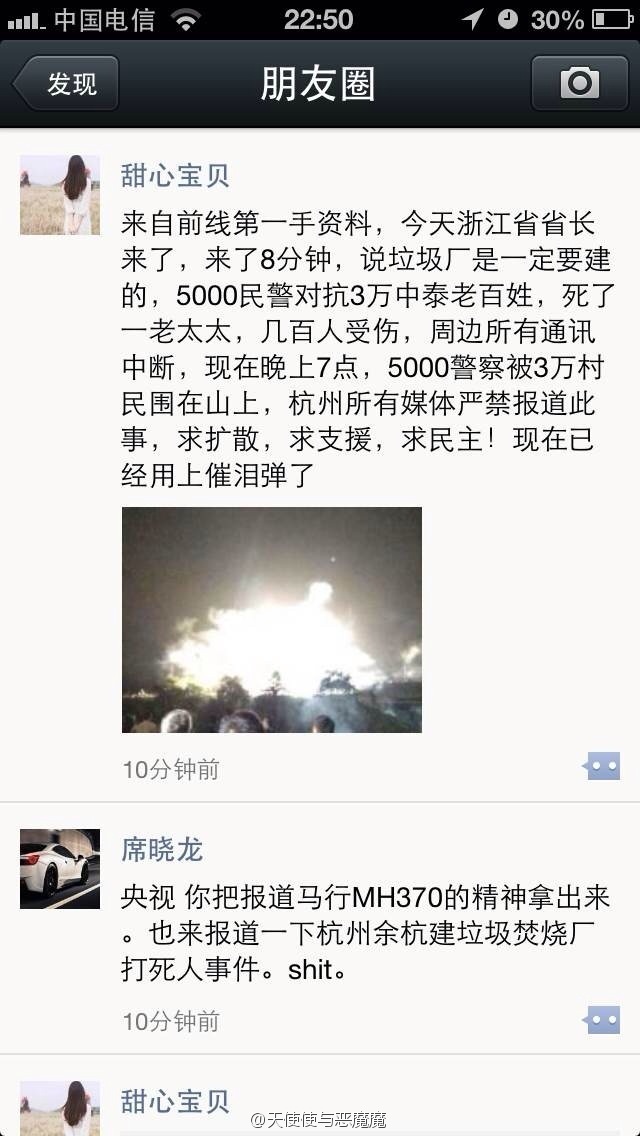 中国电信 22:50 30%
发现 朋友圈
甜心宝贝
来自前线第一手资料，今天浙江省省长
来了，来了8分钟，说垃圾厂是一定要建
的，5000民警对抗3万中泰老百姓，死了
一老太太，几百人受伤，周边所有通讯
中断，现在晚上7点，5000警察被3万村
民围在山上，杭州所有媒体严禁报道此
事，求扩散，求支援，求民主！现在已
经用上催泪弹了
10分钟前
席晓龙
央视 你把报道马行MH370的精神拿出来
。也来报道一下杭州余杭建垃圾焚烧厂
打死人事件。shit。
10分钟前
甜心宝贝
@天使使与恶魔魔